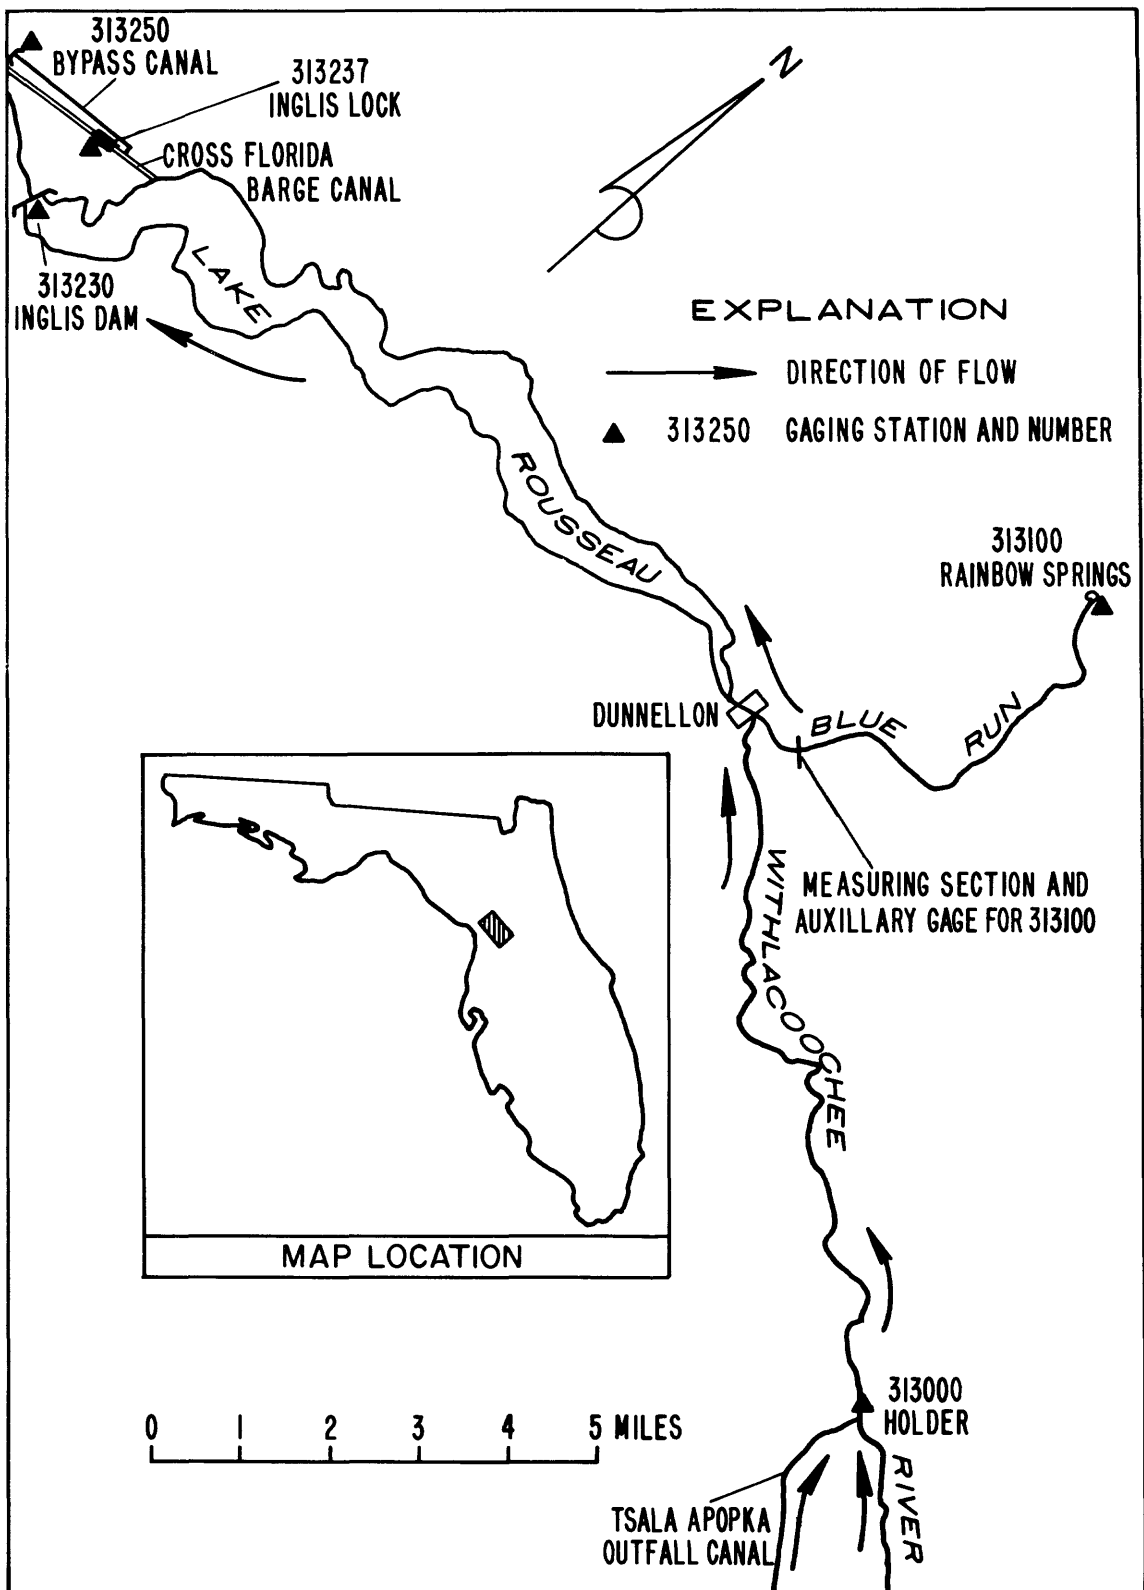 313250
BYPASS CANAL
313237
INGLIS LOCK
CROSS FLORIDA
BARGE CANAL
N
313230
INGLIS DAM
LAKE
ROUSSEAU
EXPLANATION
DIRECTION OF FLOW
313250 GAGING STATION AND NUMBER
313100
RAINBOW SPRINGS
DUNNELLON
BLUE RUN
MEASURING SECTION AND
AUXILLARY GAGE FOR 313100
WITHLACOOCHEE
RIVER
MAP LOCATION
313000
HOLDER
0 1 2 3 4 5 MILES
TSALA APOPKA
OUTFALL CANAL